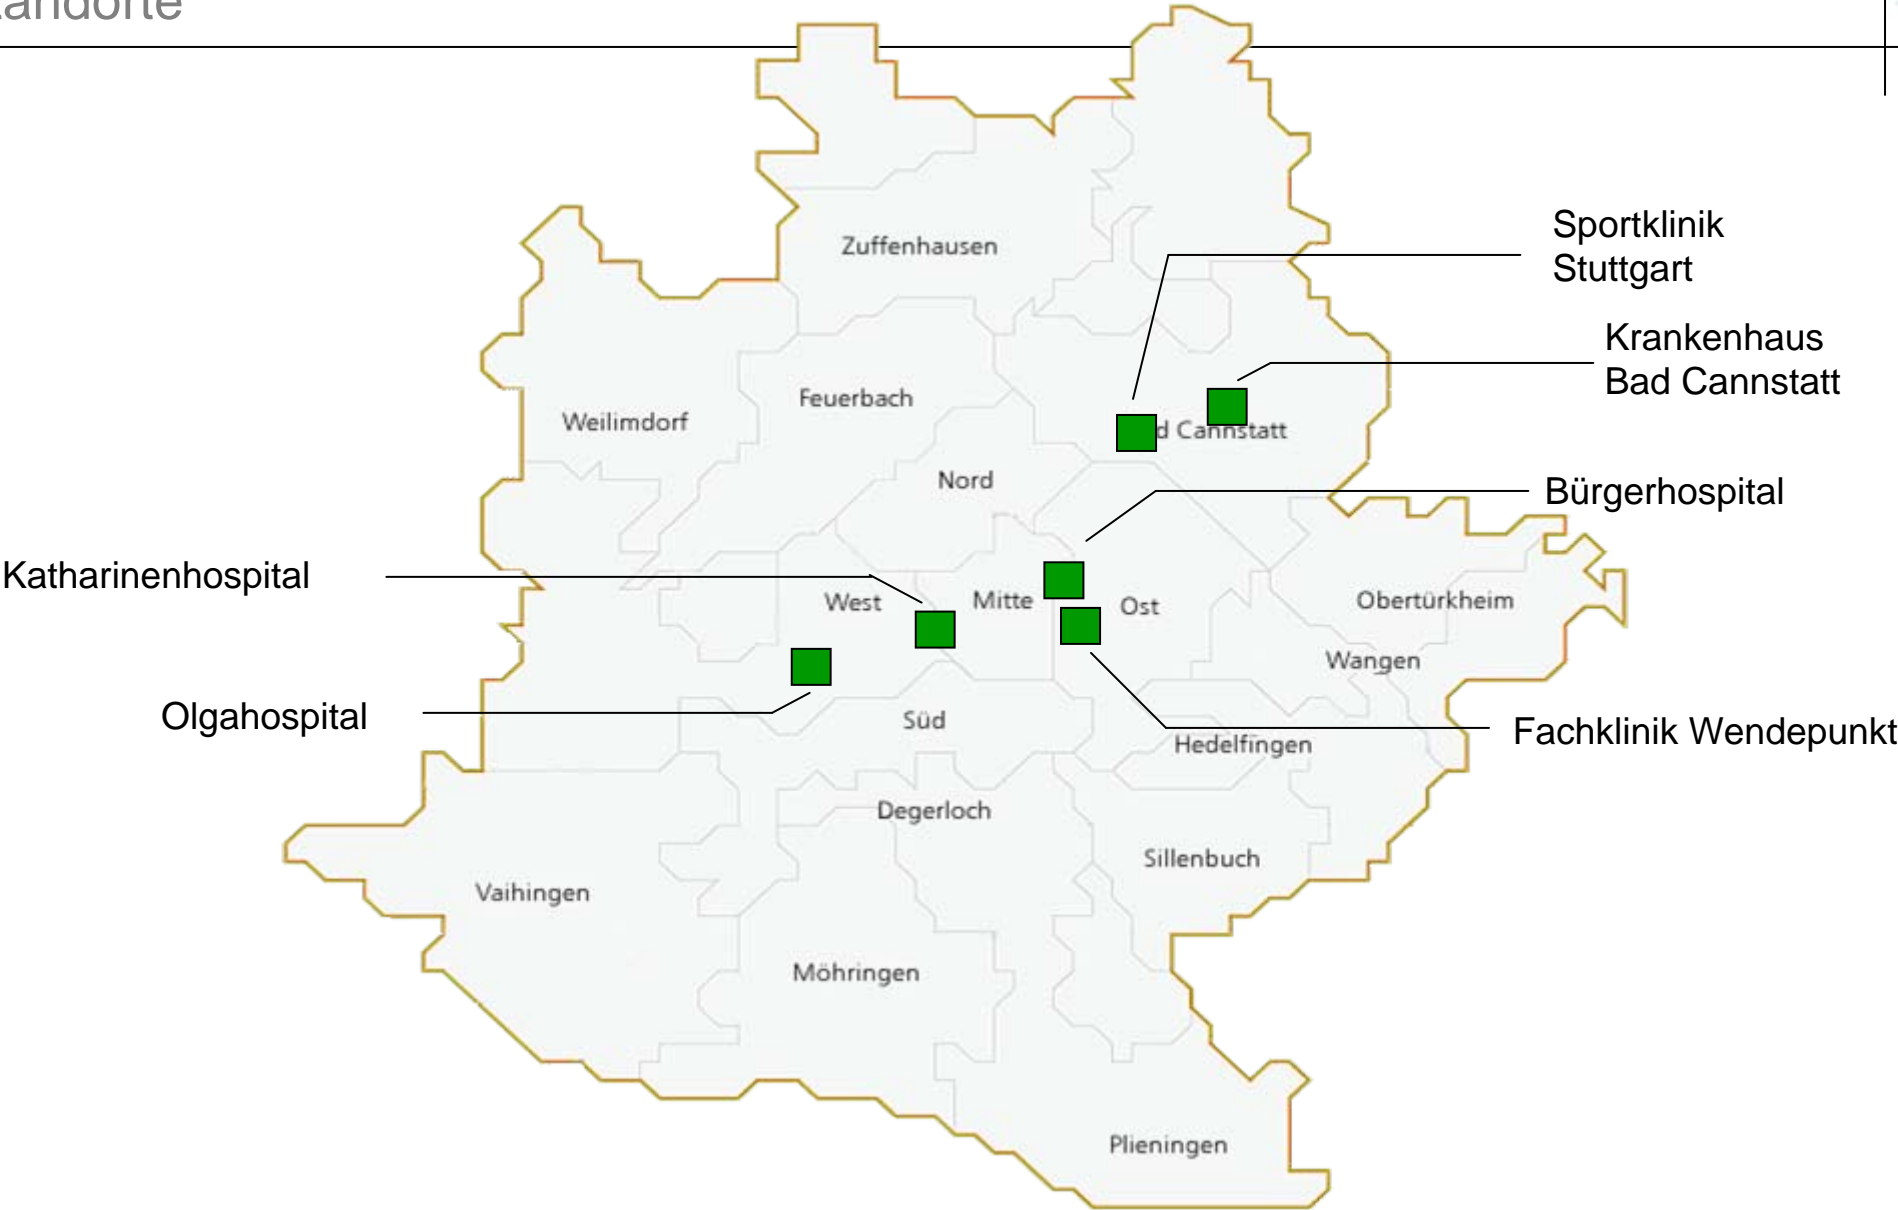 andorte
Zuffenhausen
Sportklinik
Stuttgart
Krankenhaus
Bad Cannstatt
Feuerbach
Weilimdorf
d Cannstatt
Nord
Bürgerhospital
Katharinenhospital
West
Mitte
Ost
Obertürkheim
Wangen
Olgahospital
Süd
Fachklinik Wendepunkt
Hedelfingen
Degerloch
Sillenbuch
Vaihingen
Möhringen
Plieningen